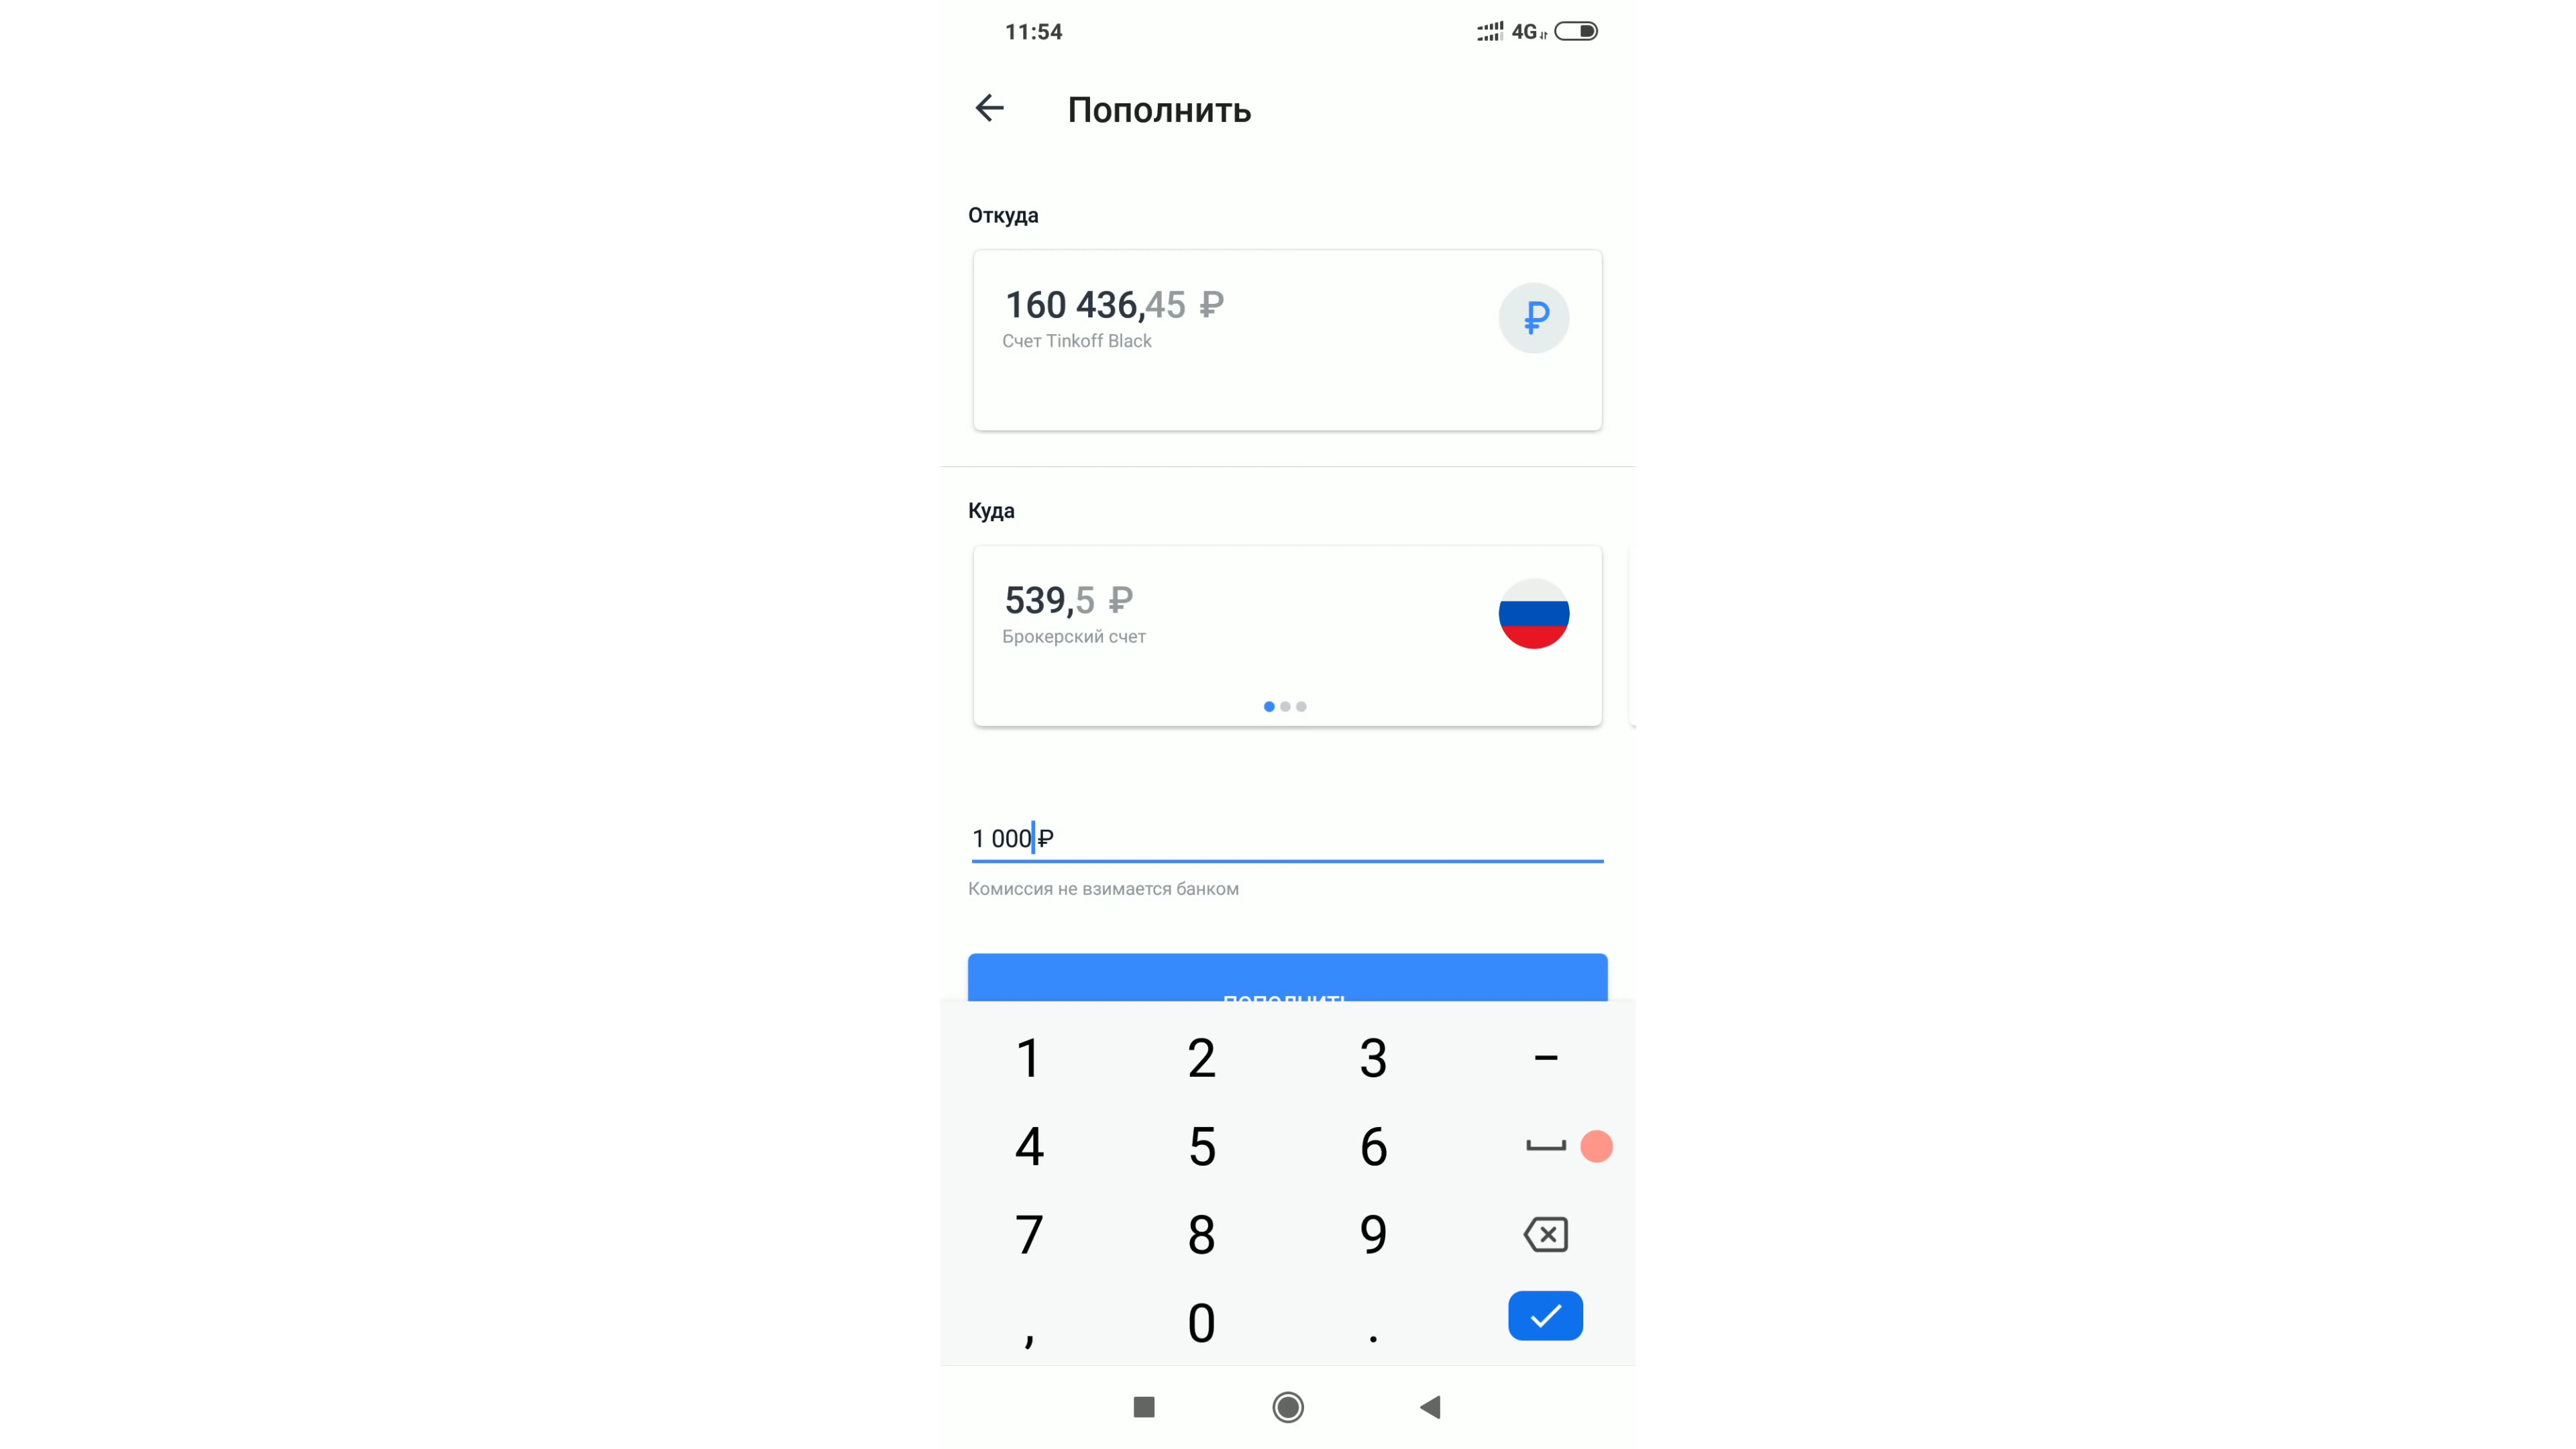 11:54
4G
Пополнить
Откуда
160 436,45 ₽
₽
Счет Tinkoff Black
Куда
539,5 ₽
Брокерский счет
1 000 ₽
Комиссия не взимается банком
ПОПОЛНИТЬ
1 2 3 –
4 5 6
7 8 9
, 0 .